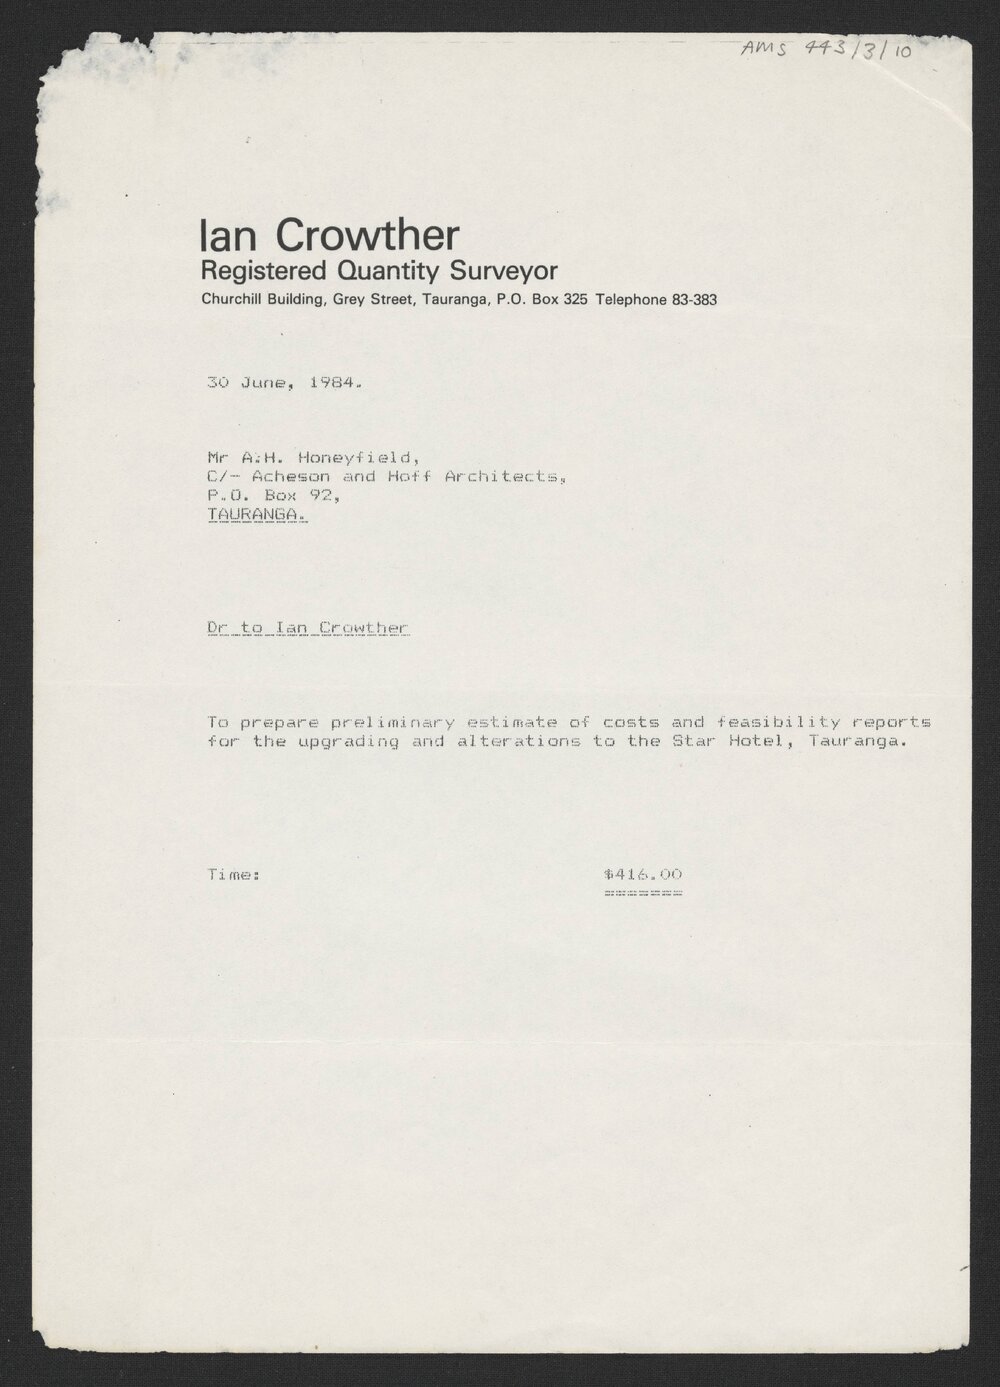 AMS 443/3/10
Ian Crowther
Registered Quantity Surveyor
Churchill Building, Grey Street, Tauranga, P.O. Box 325 Telephone 83-383
30 June, 1984.
Mr A.H. Honeyfield,
C/- Acheson and Hoff Architects,
P.O. Box 92,
TAURANGA.
Dr to Ian Crowther
To prepare preliminary estimate of costs and feasibility reports
for the upgrading and alterations to the Star Hotel, Tauranga.
Time: $416.00
=======